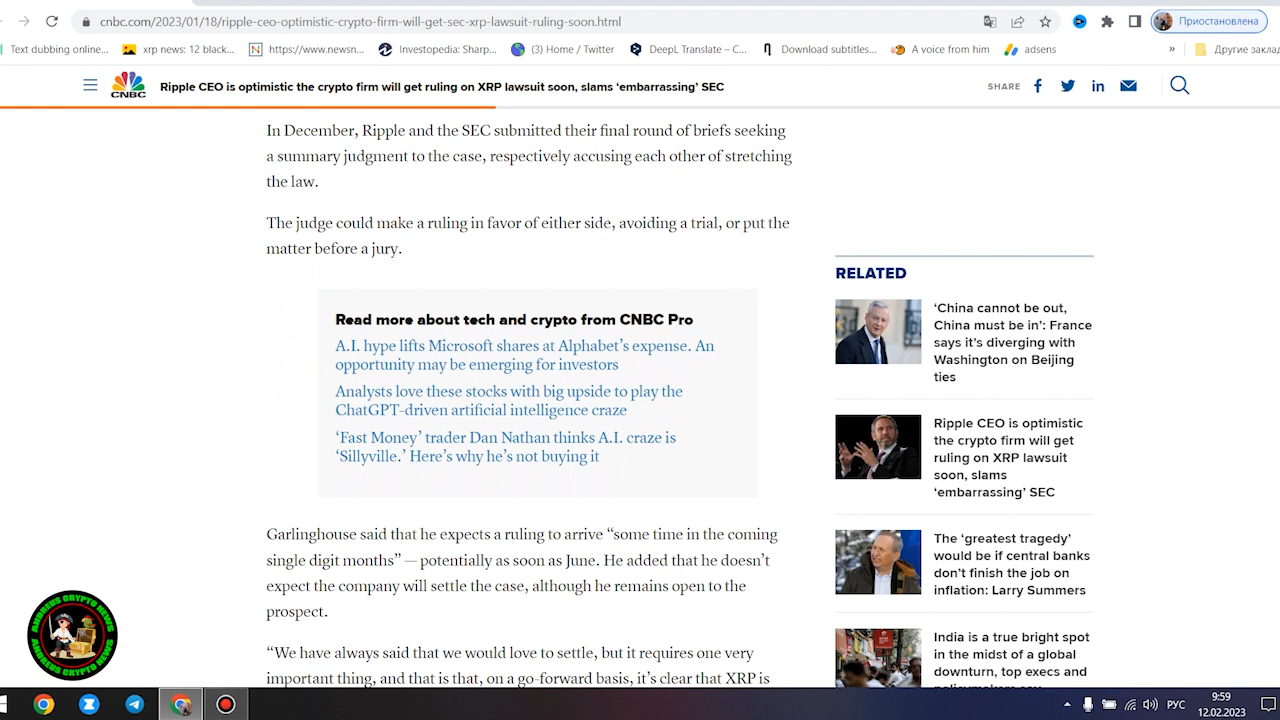 cnbc.com/2023/01/18/ripple-ceo-optimistic-crypto-firm-will-get-sec-xrp-lawsuit-ruling-soon.html
Приостановлена
Text dubbing online...
xrp news: 12 black...
https://www.newsn...
Investopedia: Sharp...
(3) Home / Twitter
DeepL Translate – C...
Download subtitles...
A voice from him
adsens
»
Другие закла
CNBC
Ripple CEO is optimistic the crypto firm will get ruling on XRP lawsuit soon, slams ‘embarrassing’ SEC
SHARE
In December, Ripple and the SEC submitted their final round of briefs seeking
a summary judgment to the case, respectively accusing each other of stretching
the law.
The judge could make a ruling in favor of either side, avoiding a trial, or put the
matter before a jury.
Read more about tech and crypto from CNBC Pro
A.I. hype lifts Microsoft shares at Alphabet’s expense. An
opportunity may be emerging for investors
Analysts love these stocks with big upside to play the
ChatGPT-driven artificial intelligence craze
‘Fast Money’ trader Dan Nathan thinks A.I. craze is
‘Sillyville.’ Here’s why he’s not buying it
Garlinghouse said that he expects a ruling to arrive “some time in the coming
single digit months” — potentially as soon as June. He added that he doesn’t
expect the company will settle the case, although he remains open to the
prospect.
“We have always said that we would love to settle, but it requires one very
important thing, and that is that, on a go-forward basis, it’s clear that XRP is
RELATED
‘China cannot be out,
China must be in’: France
says it’s diverging with
Washington on Beijing
ties
Ripple CEO is optimistic
the crypto firm will get
ruling on XRP lawsuit
soon, slams
‘embarrassing’ SEC
The ‘greatest tragedy’
would be if central banks
don’t finish the job on
inflation: Larry Summers
India is a true bright spot
in the midst of a global
downturn, top execs and
ANDREUS CRYPTO NEWS
ANDREUS CRYPTO NEWS
РУС
9:59
12.02.2023